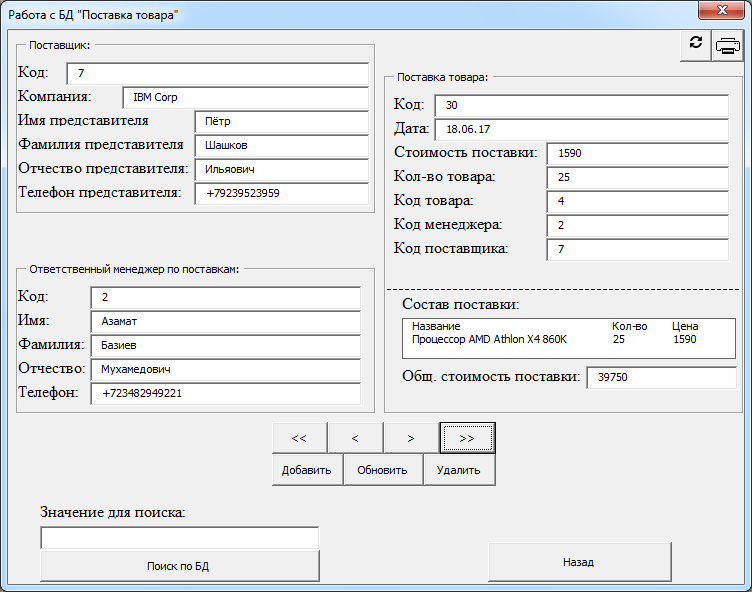 Работа с БД "Поставка товара"
Поставщик:
Код: 7
Компания: IBM Corp
Имя представителя Пётр
Фамилия представителя Шашков
Отчество представителя: Ильяович
Телефон представителя: +79239523959
Поставка товара:
Код: 30
Дата: 18.06.17
Стоимость поставки: 1590
Кол-во товара: 25
Код товара: 4
Код менеджера: 2
Код поставщика: 7
Ответственный менеджер по поставкам:
Код: 2
Имя: Азамат
Фамилия: Базиев
Отчество: Мухамедович
Телефон: +723482949221
Состав поставки:
Название Кол-во Цена
Процессор AMD Athlon X4 860K 25 1590
Общ. стоимость поставки: 39750
<< < > >>
Добавить Обновить Удалить
Значение для поиска:
Поиск по БД
Назад